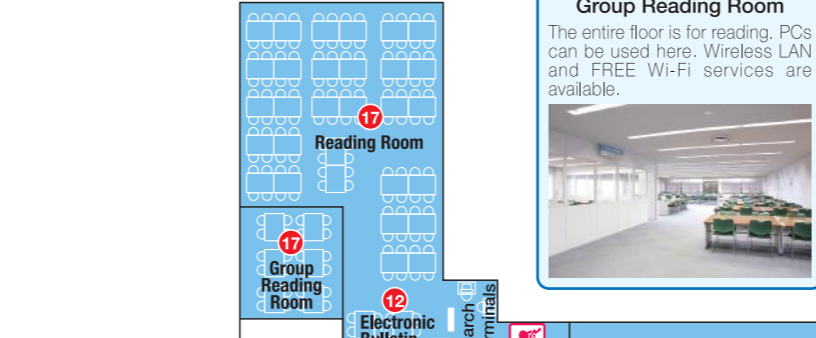 17
Reading Room
17
Group
Reading
Room
12
Electronic
Group Reading Room
The entire floor is for reading. PCs
can be used here. Wireless LAN
and FREE Wi-Fi services are
available.